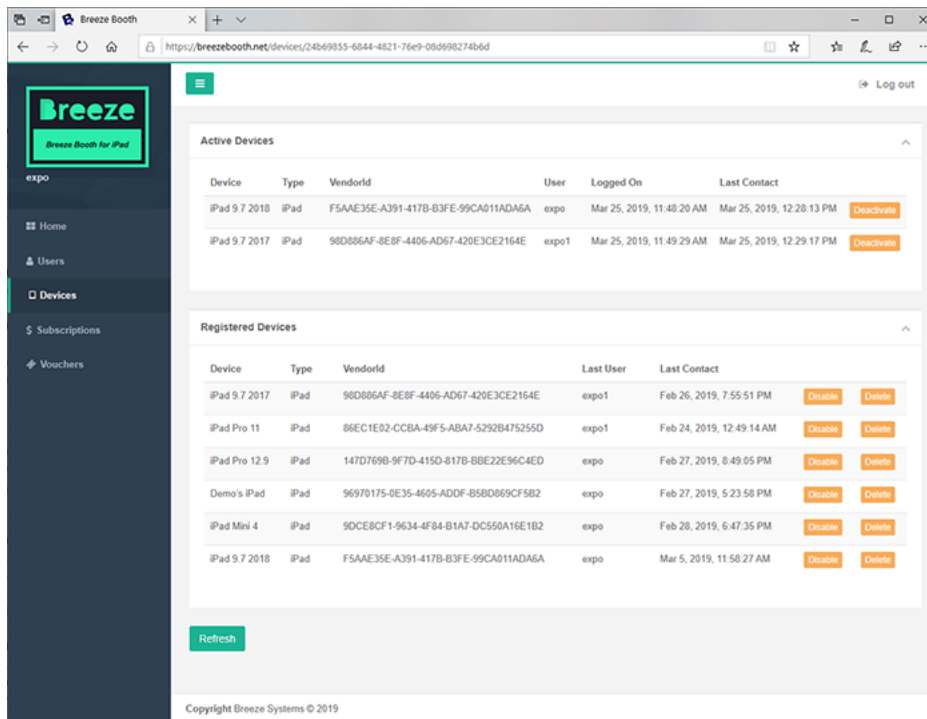 Breeze Booth
https://breezebooth.net/devices/24b69855-6844-4821-76e9-08d698274b6d
Breeze
Breeze Booth for iPad
expo
Home
Users
Devices
$ Subscriptions
Vouchers
Log out
Active Devices
Device Type VendorId User Logged On Last Contact
iPad 9.7 2018 iPad F5AAE35E-A391-417B-B3FE-99CA011ADA6A expo Mar 25, 2019, 11:48:20 AM Mar 25, 2019, 12:28:13 PM Deactivate
iPad 9.7 2017 iPad 98D886AF-8E8F-4406-AD67-420E3CE2164E expo1 Mar 25, 2019, 11:49:29 AM Mar 25, 2019, 12:29:17 PM Deactivate
Registered Devices
Device Type VendorId Last User Last Contact
iPad 9.7 2017 iPad 98D886AF-8E8F-4406-AD67-420E3CE2164E expo1 Feb 26, 2019, 7:55:51 PM Disable Delete
iPad Pro 11 iPad 86EC1E02-CCBA-49F5-ABA7-5292B475255D expo1 Feb 24, 2019, 12:49:14 AM Disable Delete
iPad Pro 12.9 iPad 147D769B-9F7D-415D-817B-BBE22E96C4ED expo Feb 27, 2019, 8:49:05 PM Disable Delete
Demo's iPad iPad 96970175-0E35-4605-ADDF-B5BD869CF5B2 expo Feb 27, 2019, 5:23:58 PM Disable Delete
iPad Mini 4 iPad 9DCE8CF1-9634-4F84-B1A7-DC550A16E1B2 expo Feb 28, 2019, 6:47:35 PM Disable Delete
iPad 9.7 2018 iPad F5AAE35E-A391-417B-B3FE-99CA011ADA6A expo Mar 5, 2019, 11:58:27 AM Disable Delete
Refresh
Copyright Breeze Systems © 2019